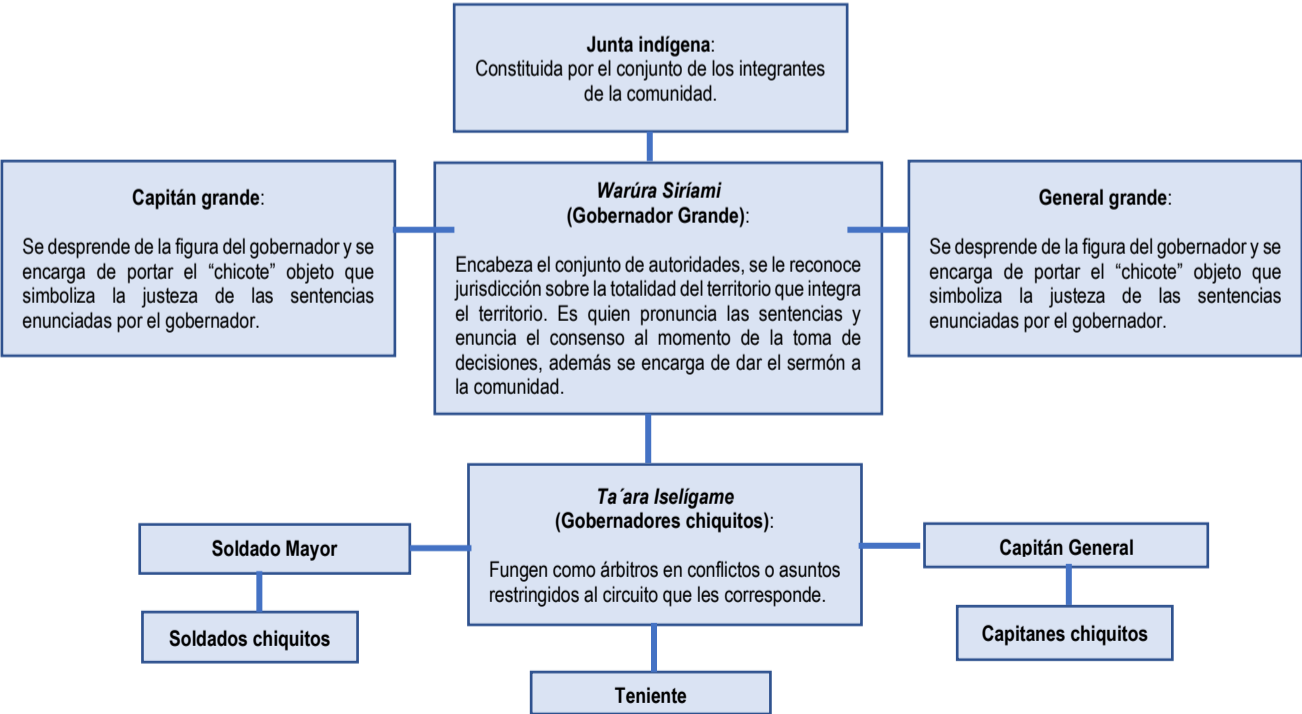 Junta indígena:
Constituida por el conjunto de los integrantes
de la comunidad.
Capitán grande:
Se desprende de la figura del gobernador y se
encarga de portar el “chicote” objeto que
simboliza la justeza de las sentencias
enunciadas por el gobernador.
Warúra Siríami
(Gobernador Grande):
Encabeza el conjunto de autoridades, se le reconoce
jurisdicción sobre la totalidad del territorio que integra
el territorio. Es quien pronuncia las sentencias y
enuncia el consenso al momento de la toma de
decisiones, además se encarga de dar el sermón a
la comunidad.
General grande:
Se desprende de la figura del gobernador y se
encarga de portar el “chicote” objeto que
simboliza la justeza de las sentencias
enunciadas por el gobernador.
Ta´ara Iselígame
(Gobernadores chiquitos):
Fungen como árbitros en conflictos o asuntos
restringidos al circuito que les corresponde.
Soldado Mayor
Capitán General
Soldados chiquitos
Capitanes chiquitos
Teniente